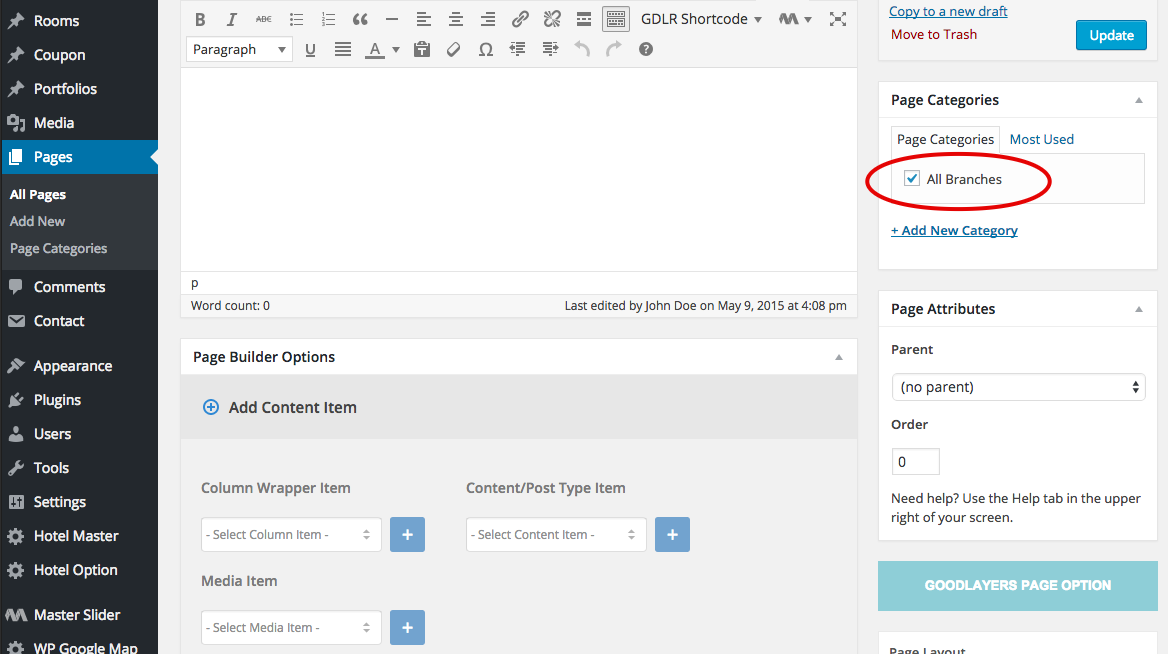 Rooms
Coupon
Portfolios
Media
Pages
All Pages
Add New
Page Categories
Comments
Contact
Appearance
Plugins
Users
Tools
Settings
Hotel Master
Hotel Option
Master Slider
WP Google Map
B I ABC GDLR Shortcode
Paragraph U A
p
Word count: 0 Last edited by John Doe on May 9, 2015 at 4:08 pm
Page Builder Options
Add Content Item
Column Wrapper Item Content/Post Type Item
- Select Column Item - + - Select Content Item - +
Media Item
- Select Media Item - +
Copy to a new draft
Move to Trash
Update
Page Categories
Page Categories Most Used
All Branches
+ Add New Category
Page Attributes
Parent
(no parent)
Order
0
Need help? Use the Help tab in the upper
right of your screen.
GOODLAYERS PAGE OPTION
Page Layout